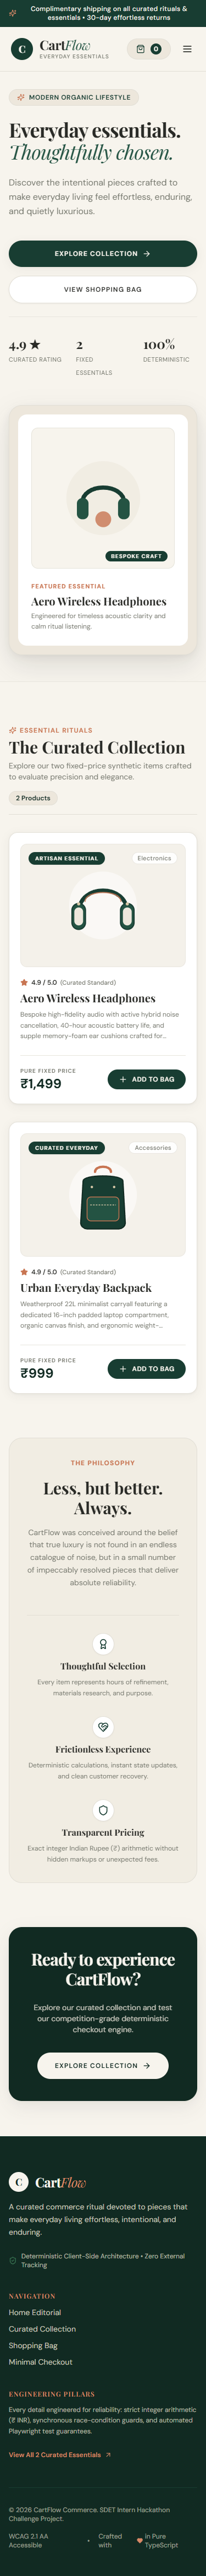 Complimentary shipping on all curated rituals &
essentials • 30-day effortless returns
C
CartFlow
EVERYDAY ESSENTIALS
0
MODERN ORGANIC LIFESTYLE
Everyday essentials.
Thoughtfully chosen.
Discover the intentional pieces crafted to
make everyday living feel effortless, enduring,
and quietly luxurious.
EXPLORE COLLECTION →
VIEW SHOPPING BAG
4.9 ★
CURATED RATING
2
FIXED
ESSENTIALS
100%
DETERMINISTIC
BESPOKE CRAFT
FEATURED ESSENTIAL
Aero Wireless Headphones
Engineered for timeless acoustic clarity and
calm ritual listening.
ESSENTIAL RITUALS
The Curated Collection
Explore our two fixed-price synthetic items crafted
to evaluate precision and elegance.
2 Products
ARTISAN ESSENTIAL
Electronics
★ 4.9 / 5.0 (Curated Standard)
Aero Wireless Headphones
Bespoke high-fidelity audio with active hybrid noise
cancellation, 40-hour acoustic battery life, and
supple memory-foam ear cushions crafted for...
PURE FIXED PRICE
₹1,499
+ ADD TO BAG
CURATED EVERYDAY
Accessories
★ 4.9 / 5.0 (Curated Standard)
Urban Everyday Backpack
Weatherproof 22L minimalist carryall featuring a
dedicated 16-inch padded laptop compartment,
organic canvas finish, and ergonomic weight-...
PURE FIXED PRICE
₹999
+ ADD TO BAG
THE PHILOSOPHY
Less, but better.
Always.
CartFlow was conceived around the belief
that true luxury is not found in an endless
catalogue of noise, but in a small number
of impeccably resolved pieces that deliver
absolute reliability.
Thoughtful Selection
Every item represents hours of refinement,
materials research, and purpose.
Frictionless Experience
Deterministic calculations, instant state updates,
and clean customer recovery.
Transparent Pricing
Exact integer Indian Rupee (₹) arithmetic without
hidden markups or unexpected fees.
Ready to experience
CartFlow?
Explore our curated collection and test
our competition-grade deterministic
checkout engine.
EXPLORE COLLECTION →
C
CartFlow
A curated commerce ritual devoted to pieces that
make everyday living effortless, intentional, and
enduring.
Deterministic Client-Side Architecture • Zero External
Tracking
NAVIGATION
Home Editorial
Curated Collection
Shopping Bag
Minimal Checkout
ENGINEERING PILLARS
Every detail engineered for reliability: strict integer arithmetic
(₹ INR), synchronous race-condition guards, and automated
Playwright test guarantees.
View All 2 Curated Essentials ↗
© 2026 CartFlow Commerce. SDET Intern Hackathon
Challenge Project.
WCAG 2.1 AA
Accessible
•
Crafted
with
♥
in Pure
TypeScript